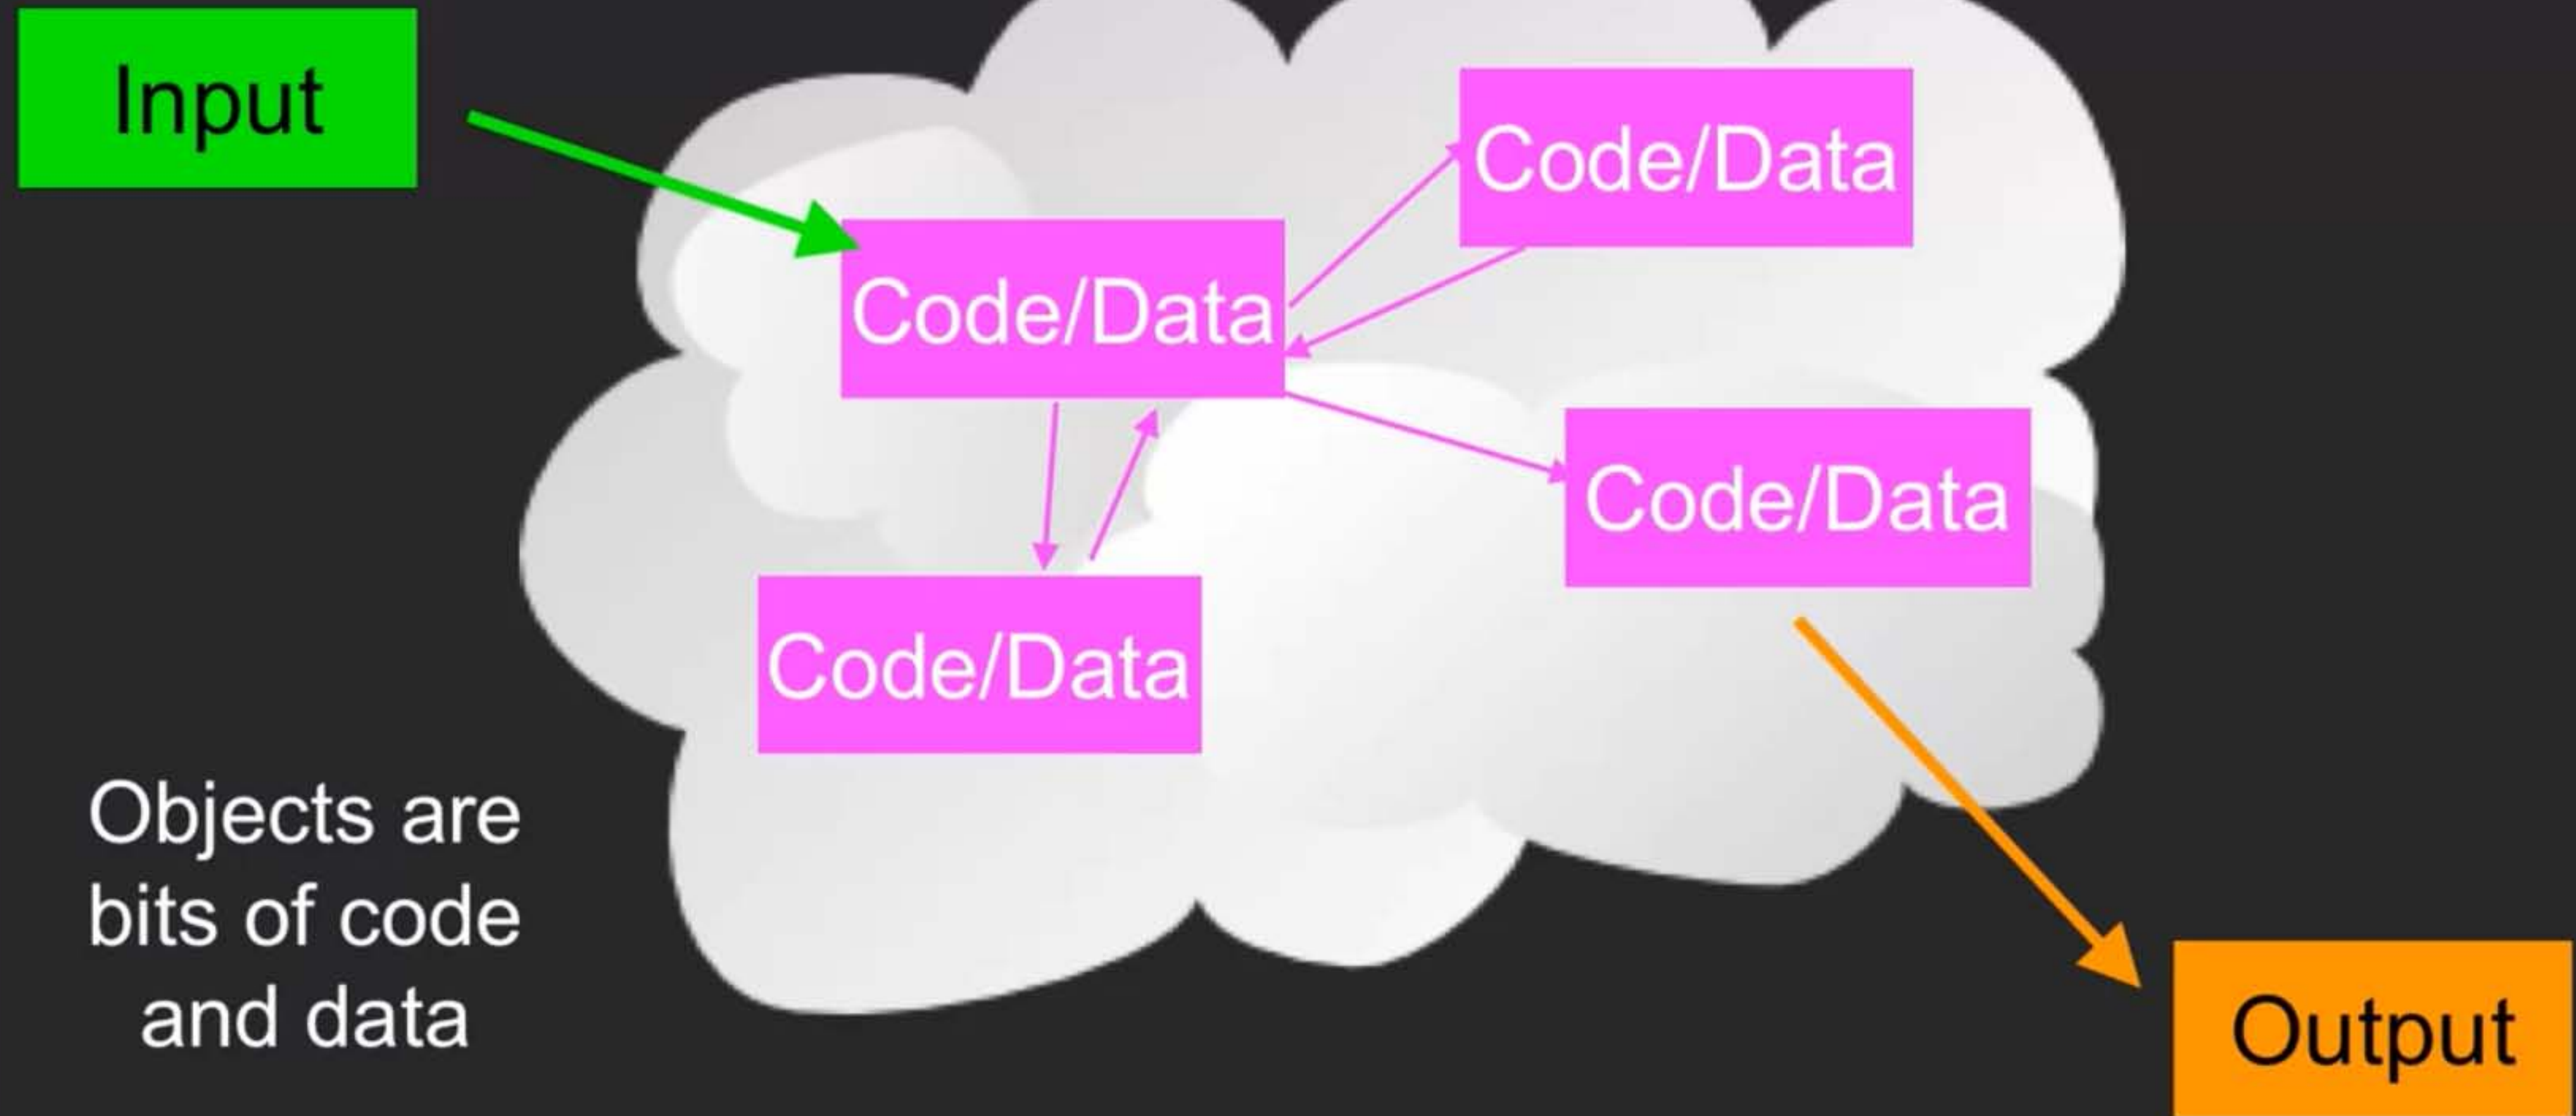 Input
Code/Data
Code/Data
Code/Data
Code/Data
Objects are
bits of code
and data
Output